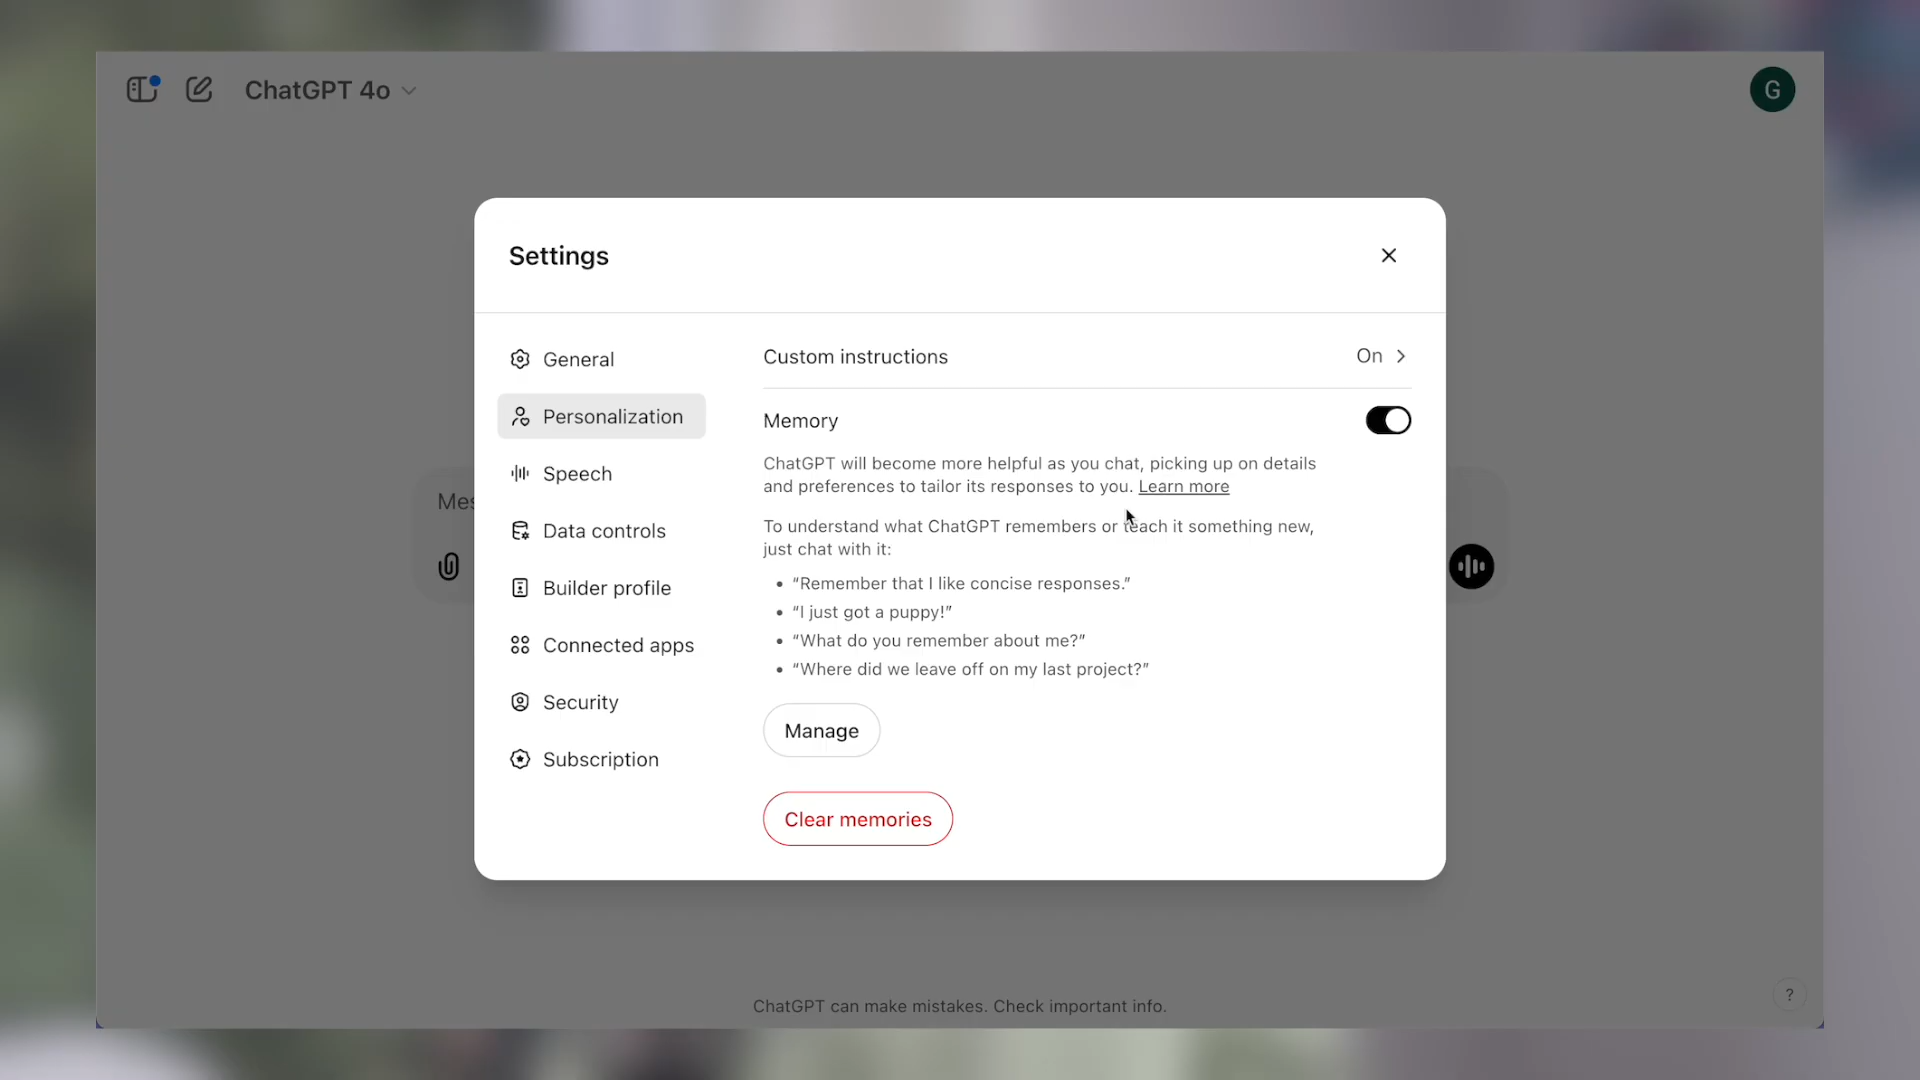 ChatGPT 4o
G
Settings
General
Personalization
Speech
Data controls
Builder profile
Connected apps
Security
Subscription
Custom instructions
On
Memory
ChatGPT will become more helpful as you chat, picking up on details
and preferences to tailor its responses to you. Learn more
To understand what ChatGPT remembers or teach it something new,
just chat with it:
• “Remember that I like concise responses.”
• “I just got a puppy!”
• “What do you remember about me?”
• “Where did we leave off on my last project?”
Manage
Clear memories
Mes
ChatGPT can make mistakes. Check important info.
?